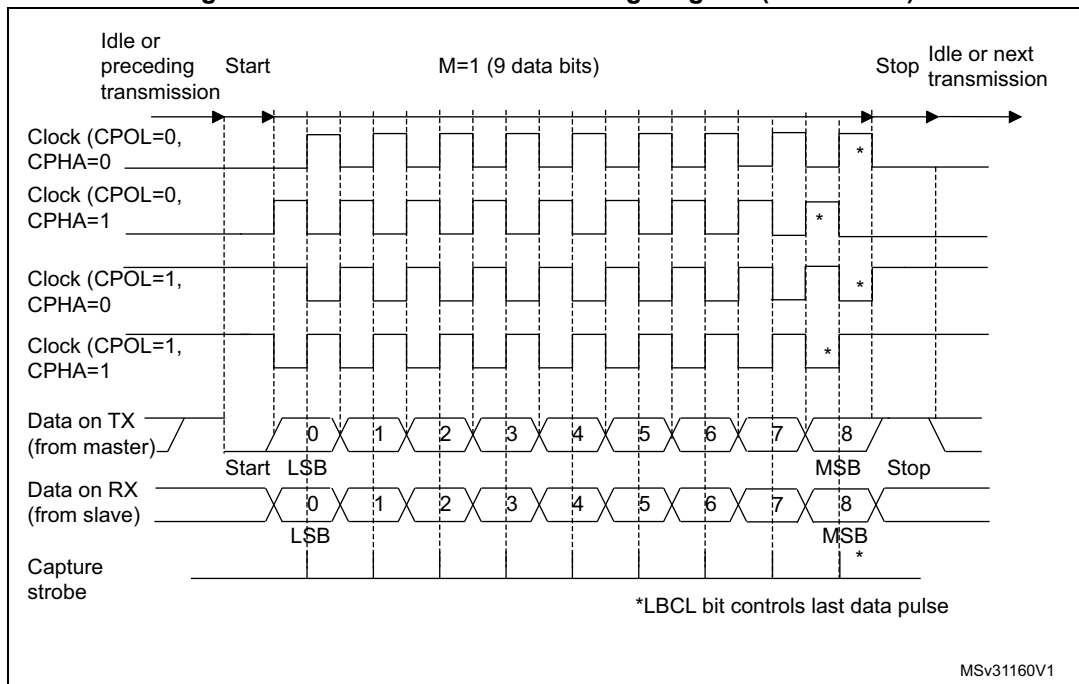 Idle or
preceding
transmission
Start
M=1 (9 data bits)
Stop
Idle or next
transmission
Clock (CPOL=0,
CPHA=0
*
Clock (CPOL=0,
CPHA=1
*
Clock (CPOL=1,
CPHA=0
*
Clock (CPOL=1,
CPHA=1
*
Data on TX
(from master)
0 1 2 3 4 5 6 7 8
Start LSB MSB Stop
Data on RX
(from slave)
0 1 2 3 4 5 6 7 8
LSB MSB
Capture
strobe
*
*LBCL bit controls last data pulse
MSv31160V1